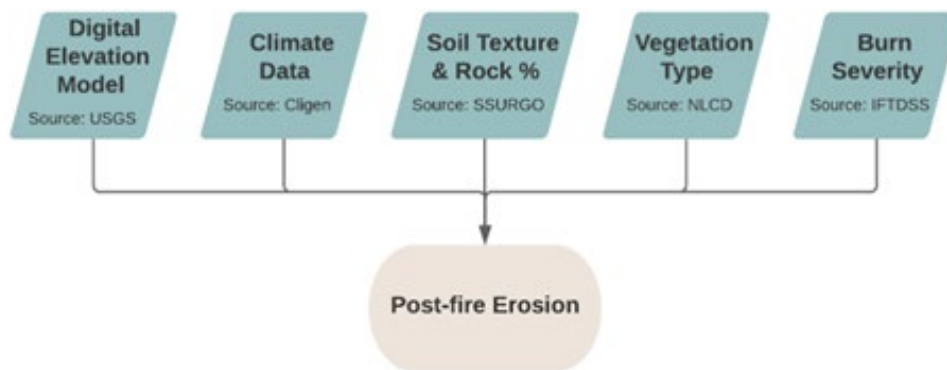 Digital
Elevation
Model
Source: USGS
Climate
Data
Source: Cligen
Soil Texture
& Rock %
Source: SSURGO
Vegetation
Type
Source: NLCD
Burn
Severity
Source: IFTDSS
Post-fire Erosion